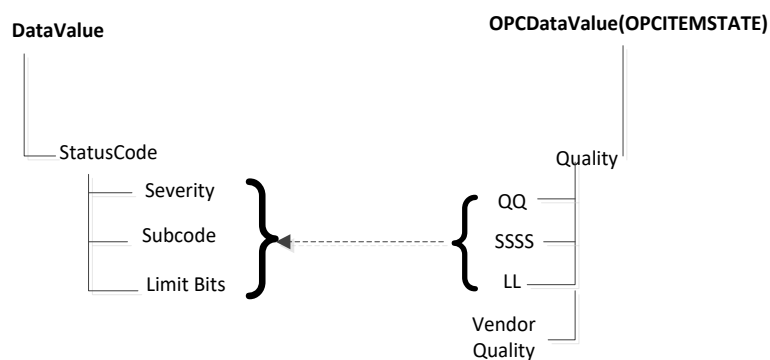 DataValue
OPCDataValue(OPCITEMSTATE)
StatusCode
Quality
Severity
QQ
Subcode
SSSS
Limit Bits
LL
Vendor
Quality